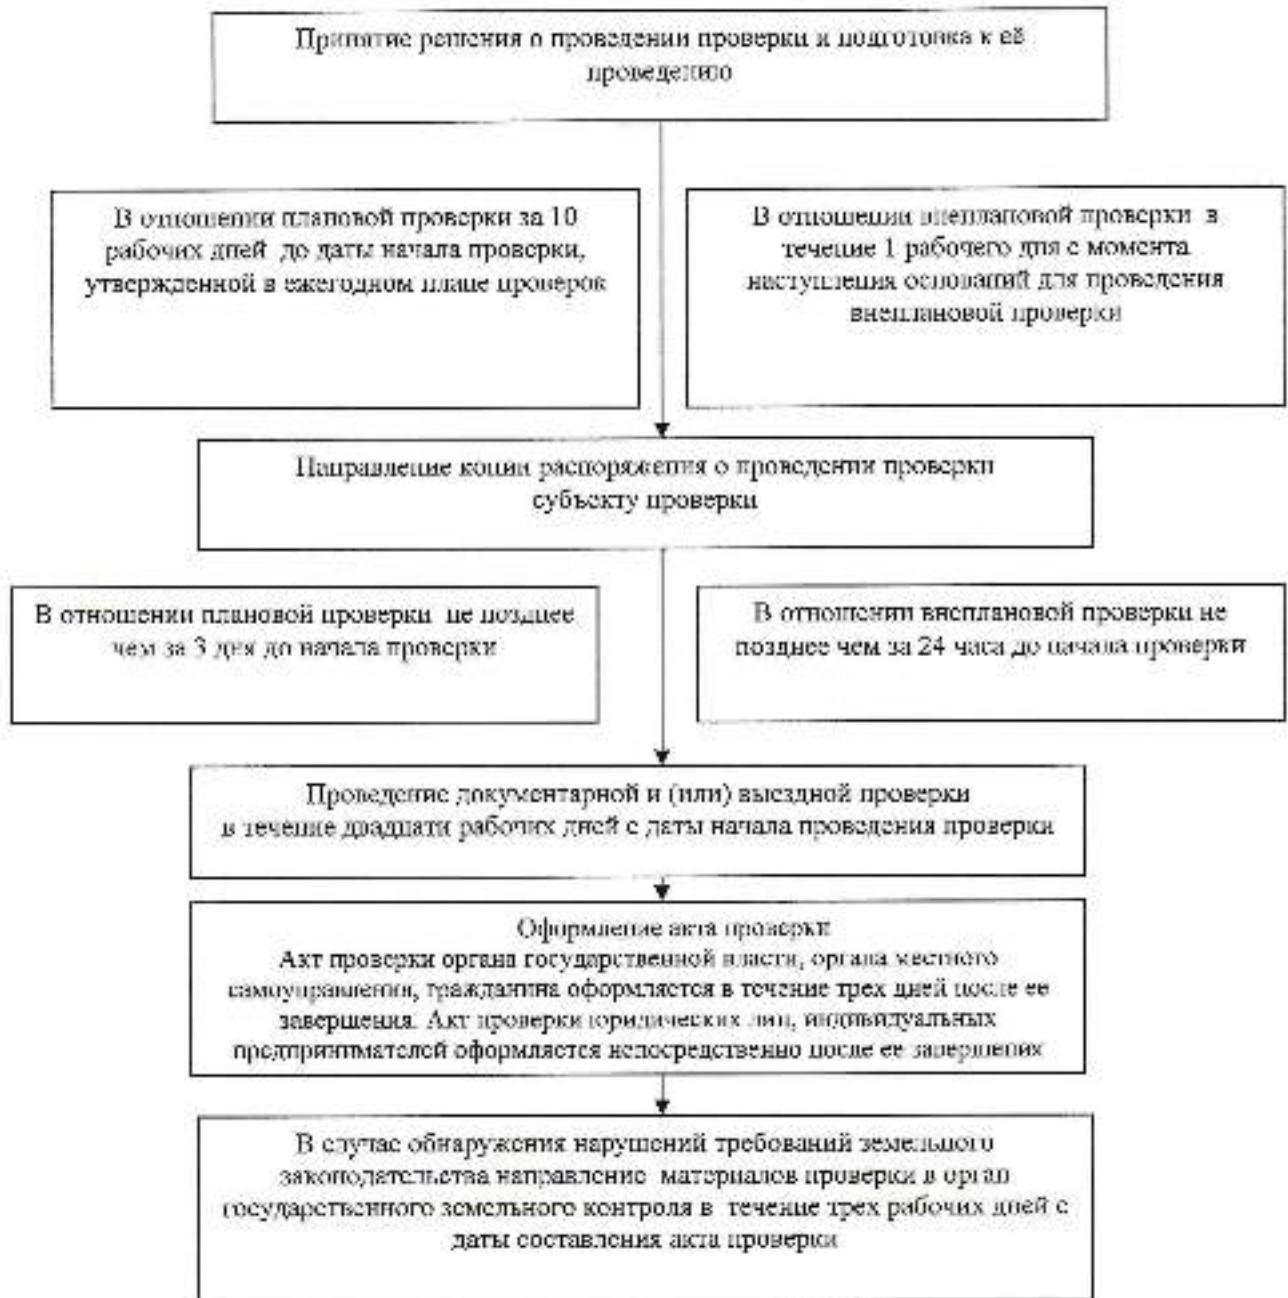 Принятие решения о проведении проверки и подготовка к её
проведению
В отношении плановой проверки за 10
рабочих дней до даты начала проверки,
утвержденной в ежегодном плане проверок
В отношении внеплановой проверки в
течение 1 рабочего дня с момента
наступления оснований для проведения
внеплановой проверки
Направление копии распоряжения о проведении проверки
субъекту проверки
В отношении плановой проверки не позднее
чем за 3 дня до начала проверки
В отношении внеплановой проверки не
позднее чем за 24 часа до начала проверки
Проведение документарной и (или) выездной проверки
в течение двадцати рабочих дней с даты начала проведения проверки
Оформление акта проверки
Акт проверки органа государственной власти, органа местного
самоуправления, гражданина оформляется в течение трех дней после ее
завершения. Акт проверки юридических лиц, индивидуальных
предпринимателей оформляется непосредственно после ее завершения
В случае обнаружения нарушений требований земельного
законодательства направление материалов проверки в орган
государственного земельного контроля в течение трех рабочих дней с
даты составления акта проверки